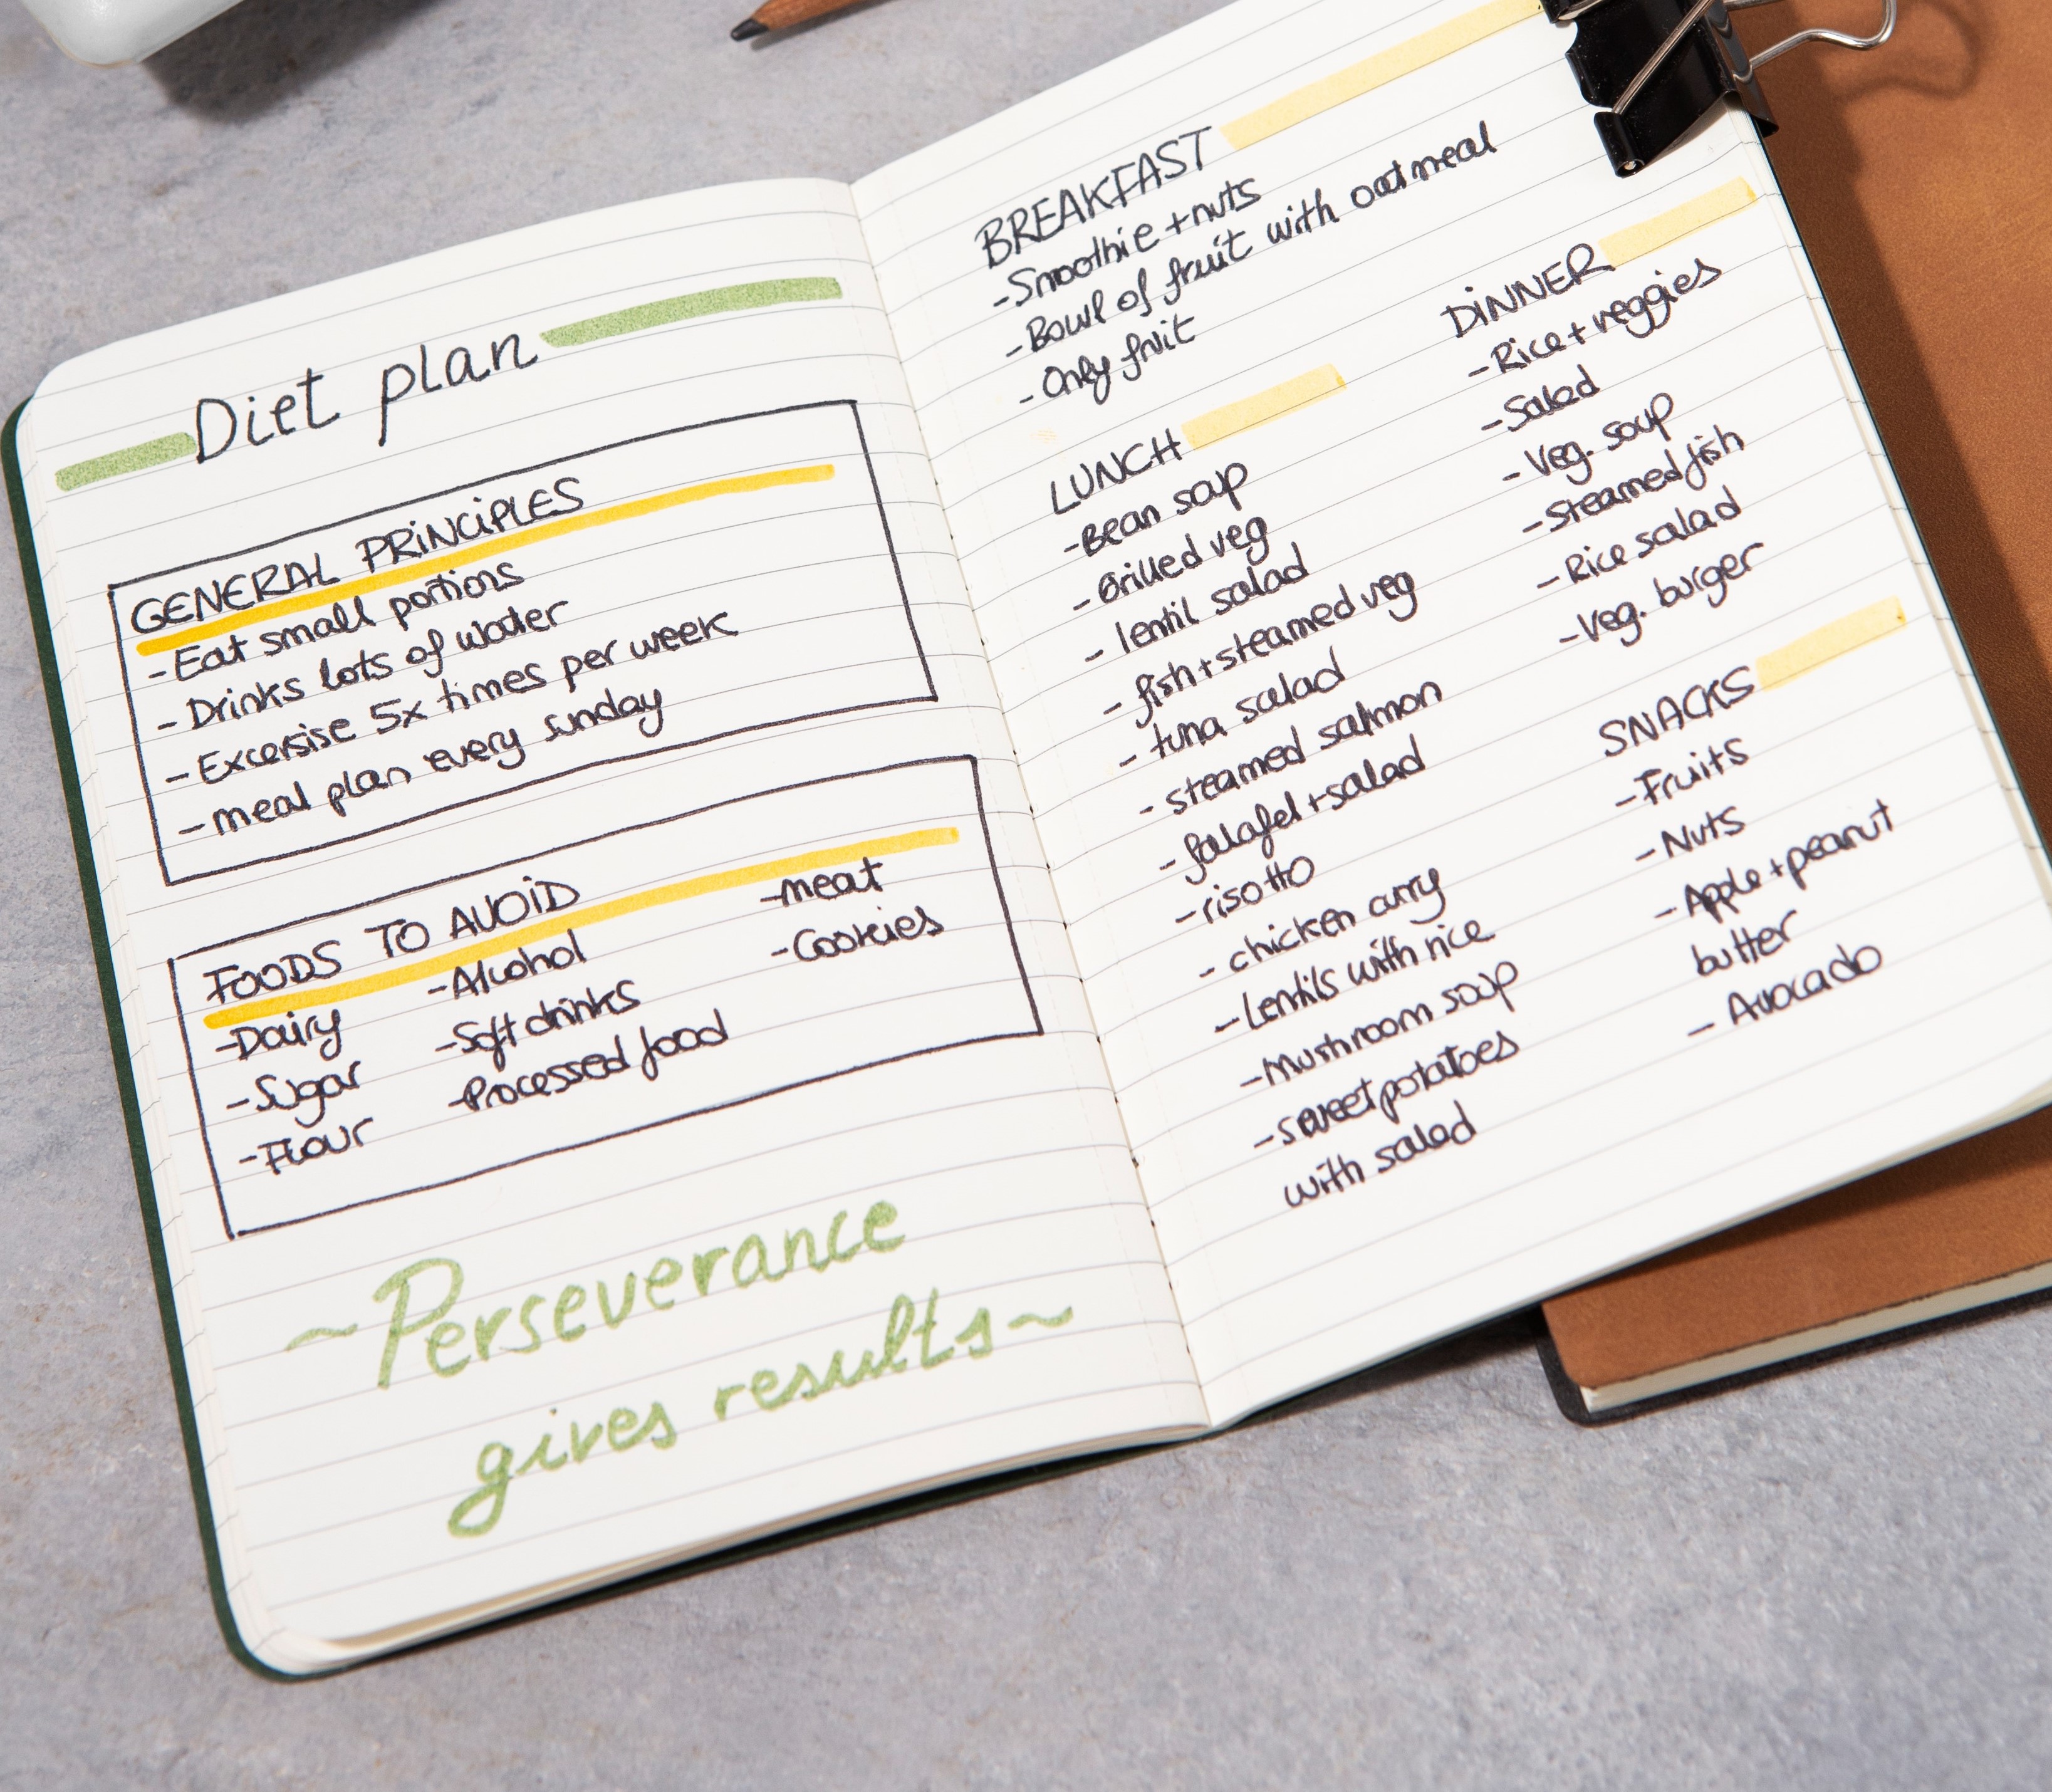 Diet plan
GENERAL PRINCIPLES
-Eat small portions
-Drinks lots of water
-Excersise 5x times per week
-meal plan every sunday
FOODS TO AVOID
-Dairy
-Sugar
-Flour
-Alcohol
-Soft drinks
-Processed food
-meat
-Cookies
~Perseverance
gives results~
BREAKFAST
-Smoothie+nuts
-Bowl of fruit with oatmeal
-Only fruit
LUNCH
-Bean soup
-Grilled veg
-lentil salad
-fish+steamed veg
-tuna salad
-steamed salmon
-falafel+salad
-risotto
-chicken curry
-Lentils with rice
-Mushroom soup
-sweet potatoes
with salad
DINNER
-Rice+veggies
-Salad
-Veg. soup
-Steamed fish
-Rice salad
-Veg. burger
SNACKS
-Fruits
-Nuts
-Apple+peanut
butter
-Avocado